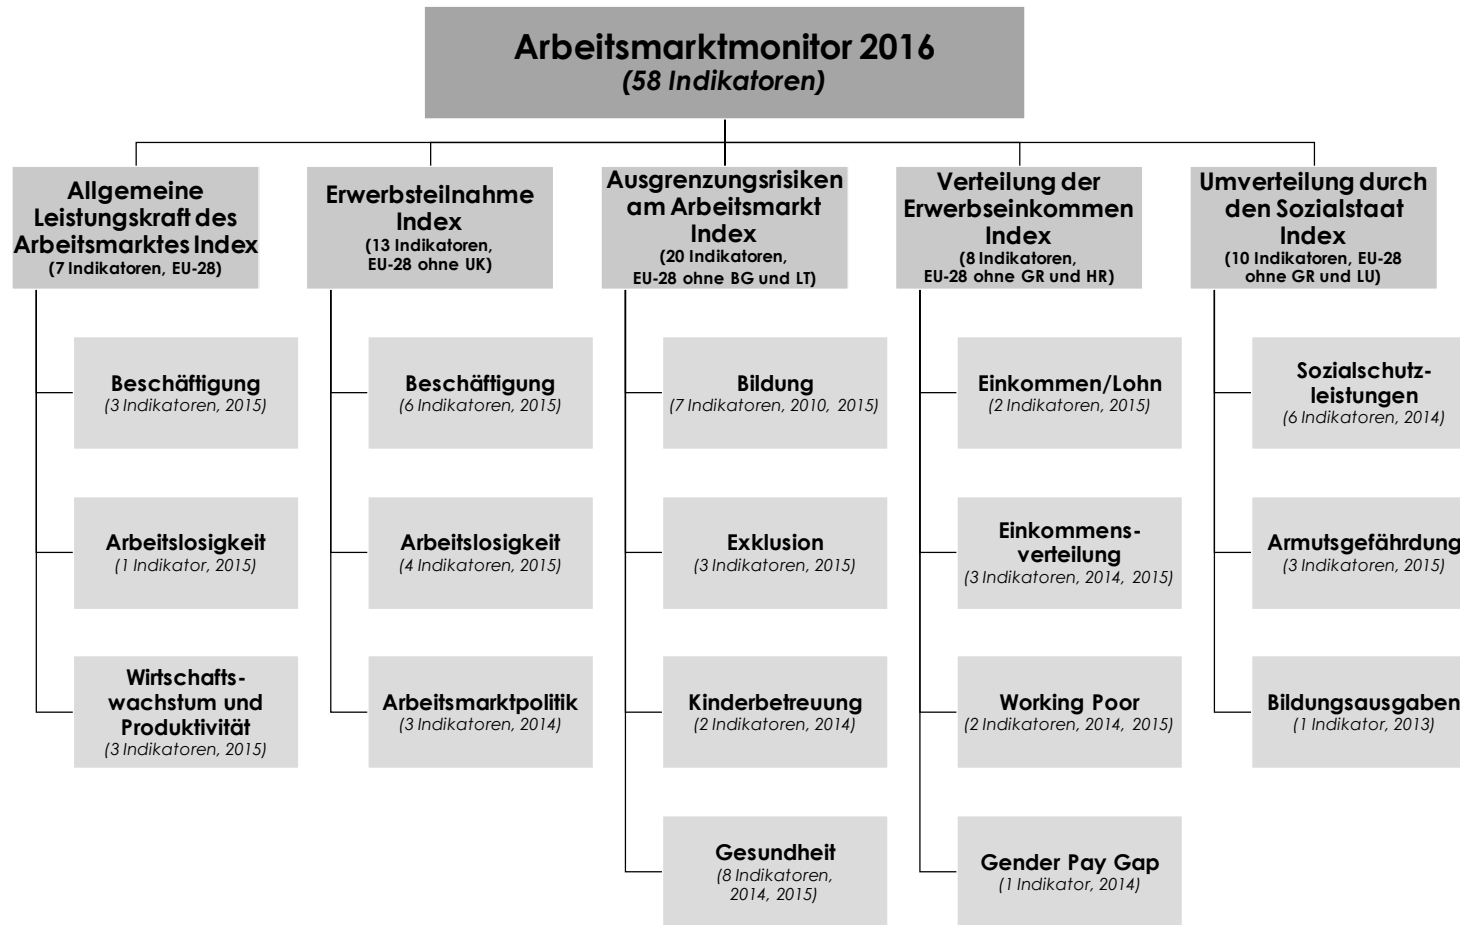 Arbeitsmarktmonitor 2016
(58 Indikatoren)
Allgemeine
Leistungskraft des
Arbeitsmarktes Index
(7 Indikatoren, EU-28)
Beschäftigung
(3 Indikatoren, 2015)
Arbeitslosigkeit
(1 Indikator, 2015)
Wirtschafts-
wachstum und
Produktivität
(3 Indikatoren, 2015)
Erwerbsteilnahme
Index
(13 Indikatoren,
EU-28 ohne UK)
Beschäftigung
(6 Indikatoren, 2015)
Arbeitslosigkeit
(4 Indikatoren, 2015)
Arbeitsmarktpolitik
(3 Indikatoren, 2014)
Ausgrenzungsrisiken
am Arbeitsmarkt
Index
(20 Indikatoren,
EU-28 ohne BG und LT)
Bildung
(7 Indikatoren, 2010, 2015)
Exklusion
(3 Indikatoren, 2015)
Kinderbetreuung
(2 Indikatoren, 2014)
Gesundheit
(8 Indikatoren,
2014, 2015)
Verteilung der
Erwerbseinkommen
Index
(8 Indikatoren,
EU-28 ohne GR und HR)
Einkommen/Lohn
(2 Indikatoren, 2015)
Einkommens-
verteilung
(3 Indikatoren, 2014, 2015)
Working Poor
(2 Indikatoren, 2014, 2015)
Gender Pay Gap
(1 Indikator, 2014)
Umverteilung durch
den Sozialstaat
Index
(10 Indikatoren, EU-28
ohne GR und LU)
Sozialschutz-
leistungen
(6 Indikatoren, 2014)
Armutsgefährdung
(3 Indikatoren, 2015)
Bildungsausgaben
(1 Indikator, 2013)